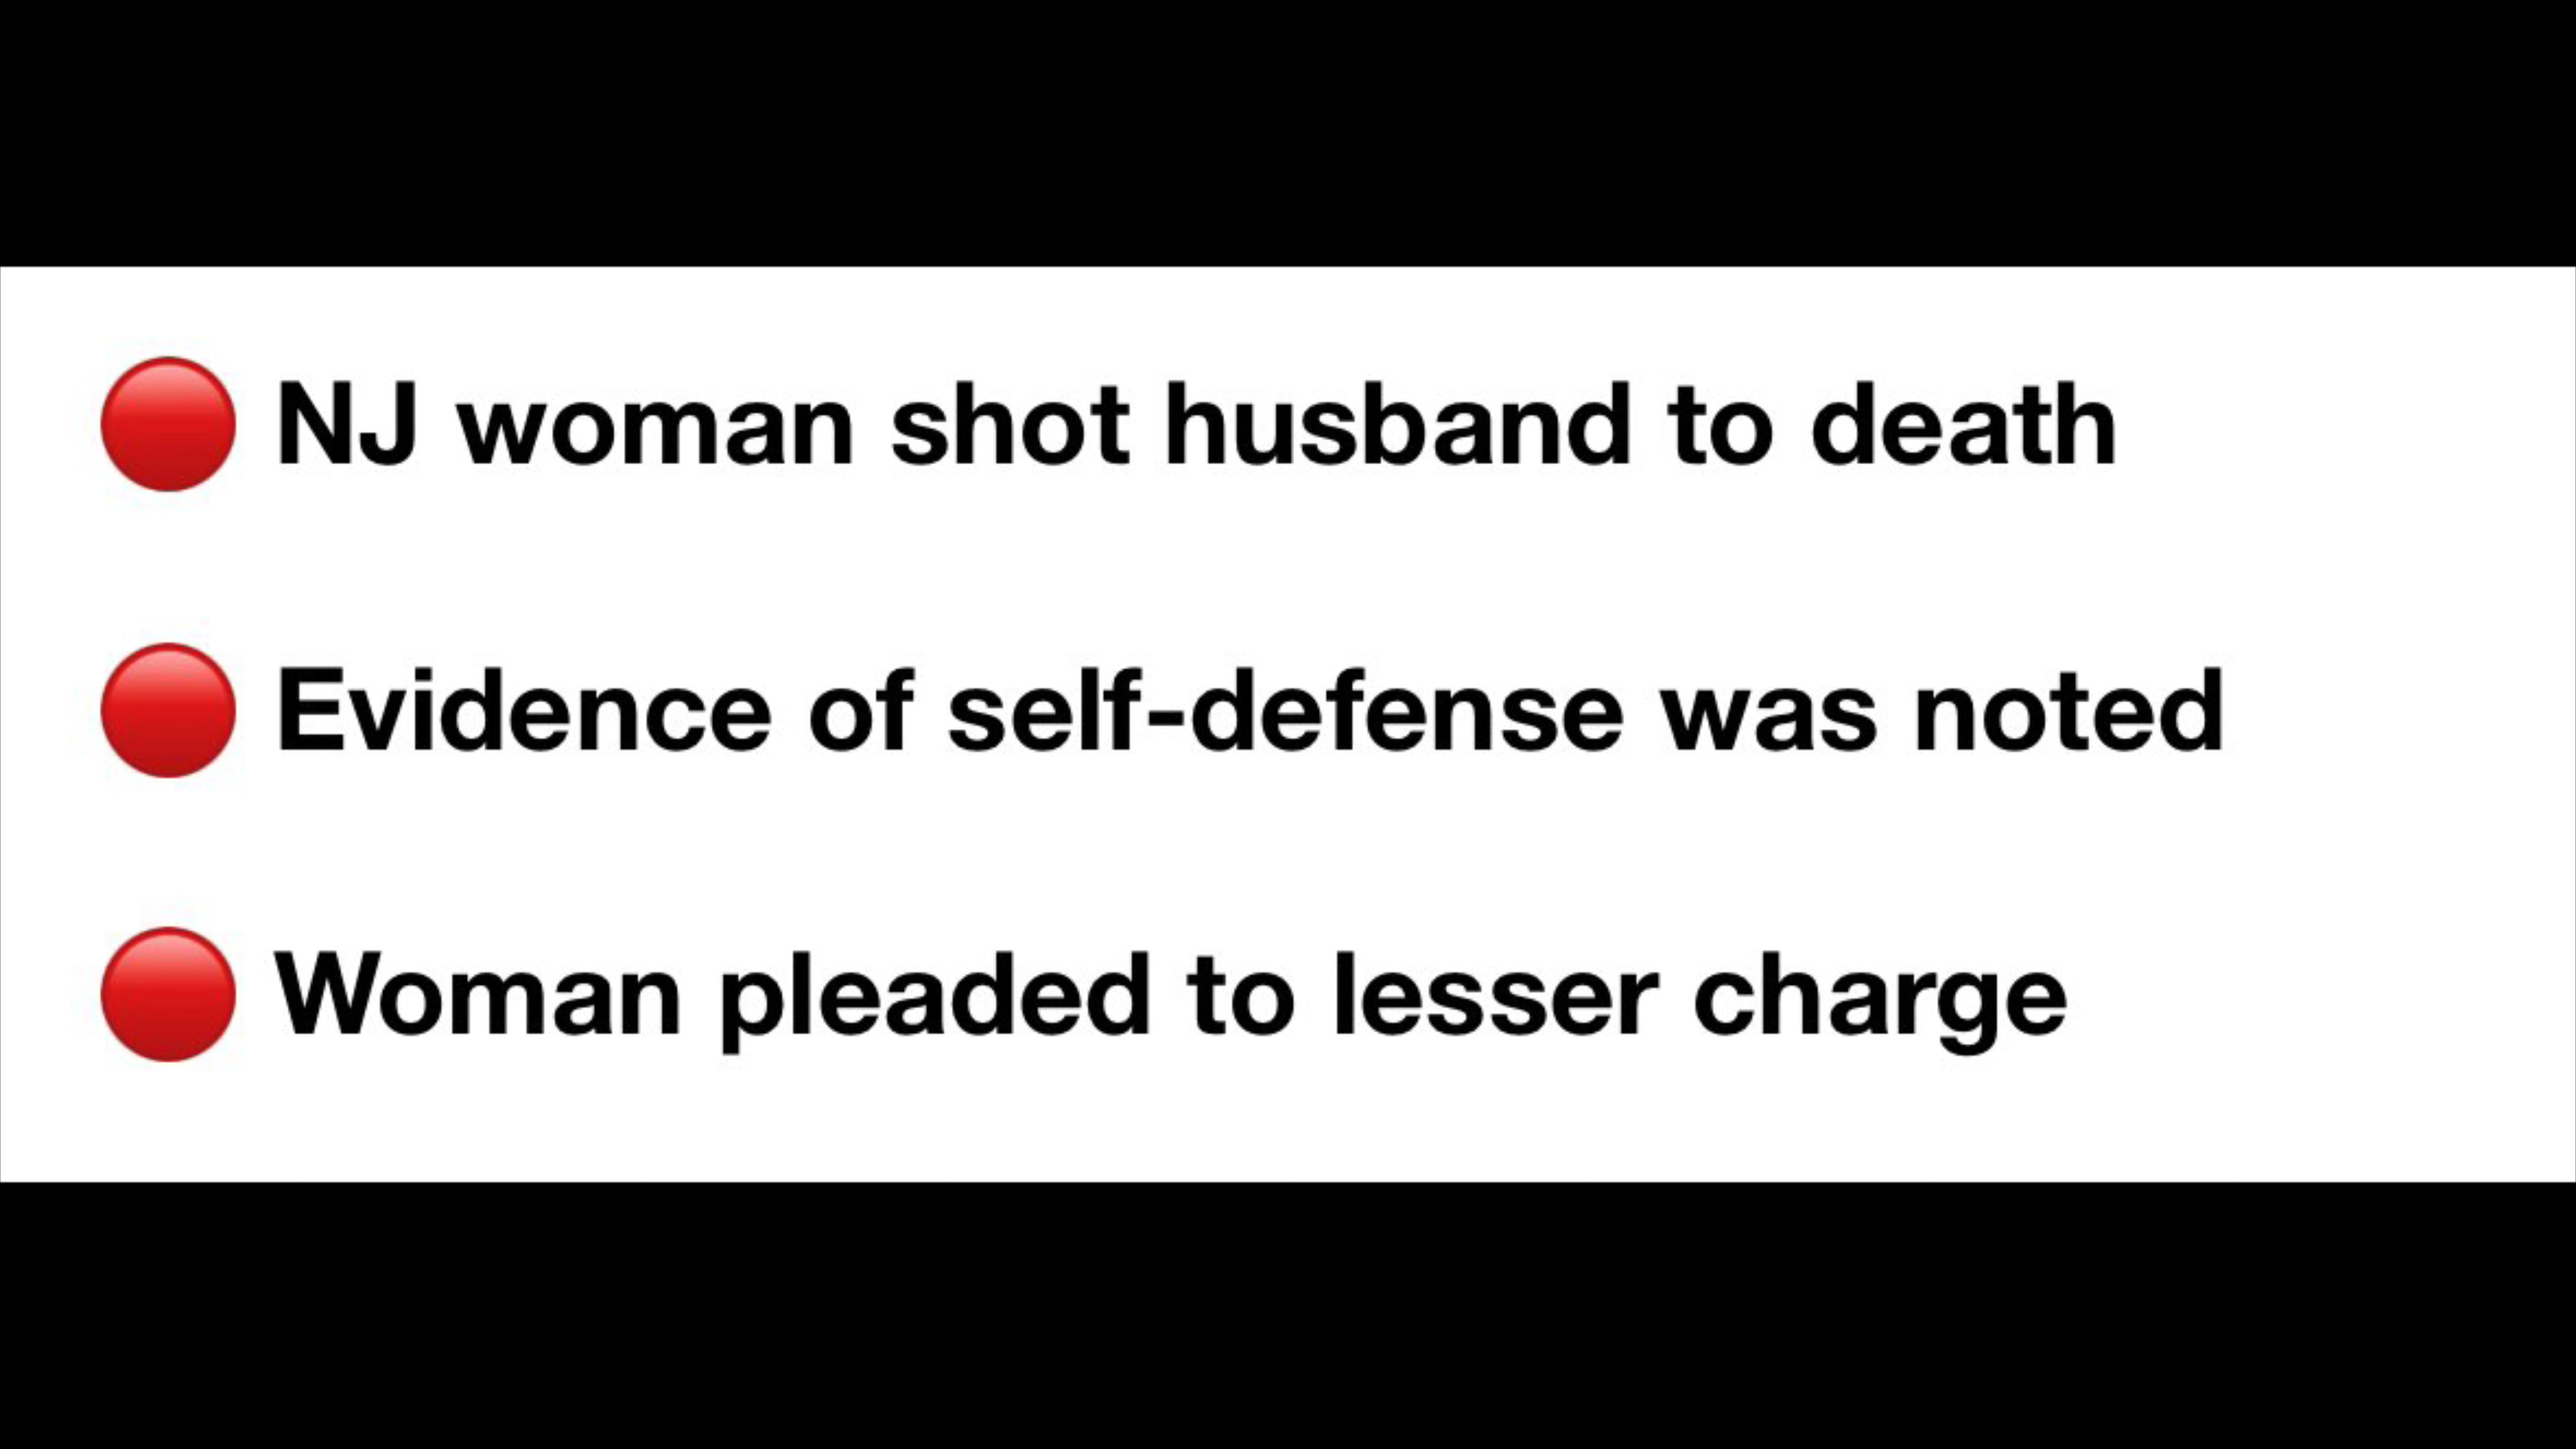 🔴 NJ woman shot husband to death
🔴 Evidence of self-defense was noted
🔴 Woman pleaded to lesser charge